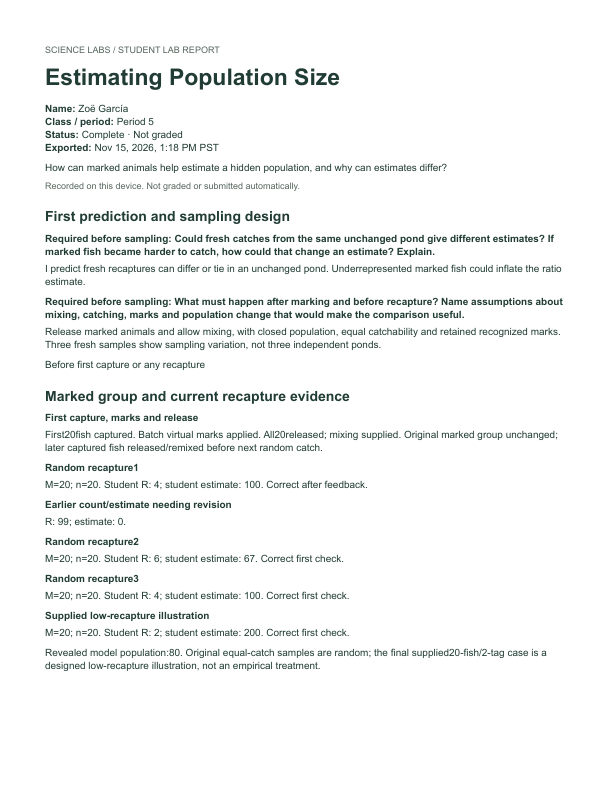 SCIENCE LABS / STUDENT LAB REPORT
Estimating Population Size
Name: Zoë García
Class / period: Period 5
Status: Complete · Not graded
Exported: Nov 15, 2026, 1:18 PM PST
How can marked animals help estimate a hidden population, and why can estimates differ?
Recorded on this device. Not graded or submitted automatically.
First prediction and sampling design
Required before sampling: Could fresh catches from the same unchanged pond give different estimates? If
marked fish became harder to catch, how could that change an estimate? Explain.
I predict fresh recaptures can differ or tie in an unchanged pond. Underrepresented marked fish could inflate the ratio
estimate.
Required before sampling: What must happen after marking and before recapture? Name assumptions about
mixing, catching, marks and population change that would make the comparison useful.
Release marked animals and allow mixing, with closed population, equal catchability and retained recognized marks.
Three fresh samples show sampling variation, not three independent ponds.
Before first capture or any recapture
Marked group and current recapture evidence
First capture, marks and release
First20fish captured. Batch virtual marks applied. All20released; mixing supplied. Original marked group unchanged;
later captured fish released/remixed before next random catch.
Random recapture1
M=20; n=20. Student R: 4; student estimate: 100. Correct after feedback.
Earlier count/estimate needing revision
R: 99; estimate: 0.
Random recapture2
M=20; n=20. Student R: 6; student estimate: 67. Correct first check.
Random recapture3
M=20; n=20. Student R: 4; student estimate: 100. Correct first check.
Supplied low-recapture illustration
M=20; n=20. Student R: 2; student estimate: 200. Correct first check.
Revealed model population:80. Original equal-catch samples are random; the final supplied20-fish/2-tag case is a
designed low-recapture illustration, not an empirical treatment.